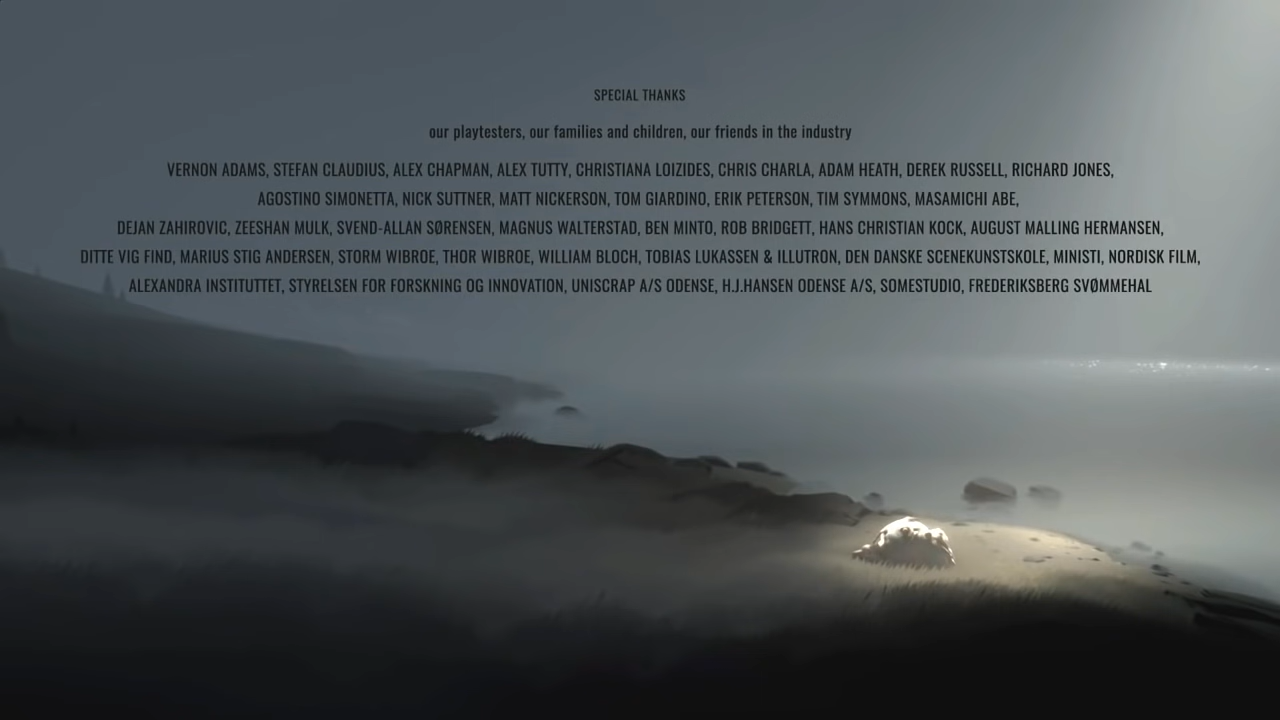 SPECIAL THANKS
our playtesters, our families and children, our friends in the industry
VERNON ADAMS, STEFAN CLAUDIUS, ALEX CHAPMAN, ALEX TUTTY, CHRISTIANA LOIZIDES, CHRIS CHARLA, ADAM HEATH, DEREK RUSSELL, RICHARD JONES,
AGOSTINO SIMONETTA, NICK SUTTNER, MATT NICKERSON, TOM GIARDINO, ERIK PETERSON, TIM SYMMONS, MASAMICHI ABE,
DEJAN ZAHIROVIC, ZEESHAN MULK, SVEND-ALLAN SØRENSEN, MAGNUS WALTERSTAD, BEN MINTO, ROB BRIDGETT, HANS CHRISTIAN KOCK, AUGUST MALLING HERMANSEN,
DITTE VIG FIND, MARIUS STIG ANDERSEN, STORM WIBROE, THOR WIBROE, WILLIAM BLOCH, TOBIAS LUKASSEN & ILLUTRON, DEN DANSKE SCENEKUNSTSKOLE, MINISTI, NORDISK FILM,
ALEXANDRA INSTITUTTET, STYRELSEN FOR FORSKNING OG INNOVATION, UNISCRAP A/S ODENSE, H.J.HANSEN ODENSE A/S, SOMESTUDIO, FREDERIKSBERG SVØMMEHAL